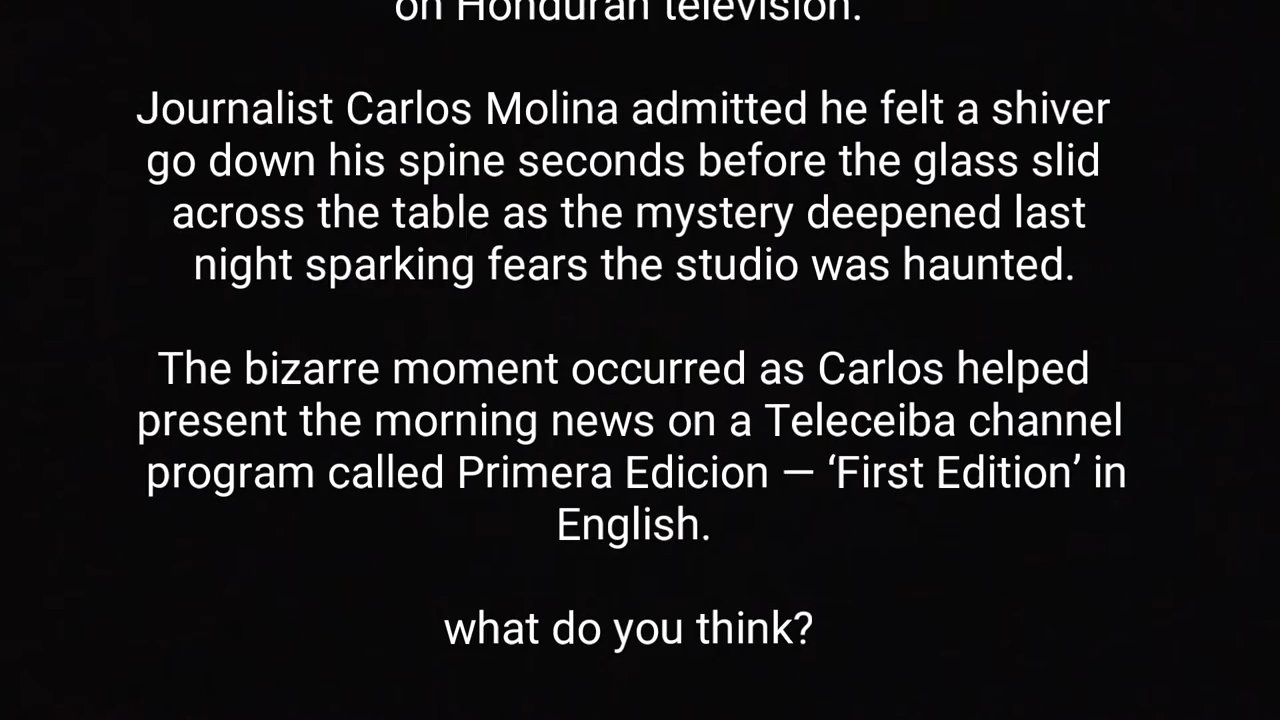 on Honduran television.
Journalist Carlos Molina admitted he felt a shiver
go down his spine seconds before the glass slid
across the table as the mystery deepened last
night sparking fears the studio was haunted.
The bizarre moment occurred as Carlos helped
present the morning news on a Teleceiba channel
program called Primera Edicion — ‘First Edition’ in
English.
what do you think?